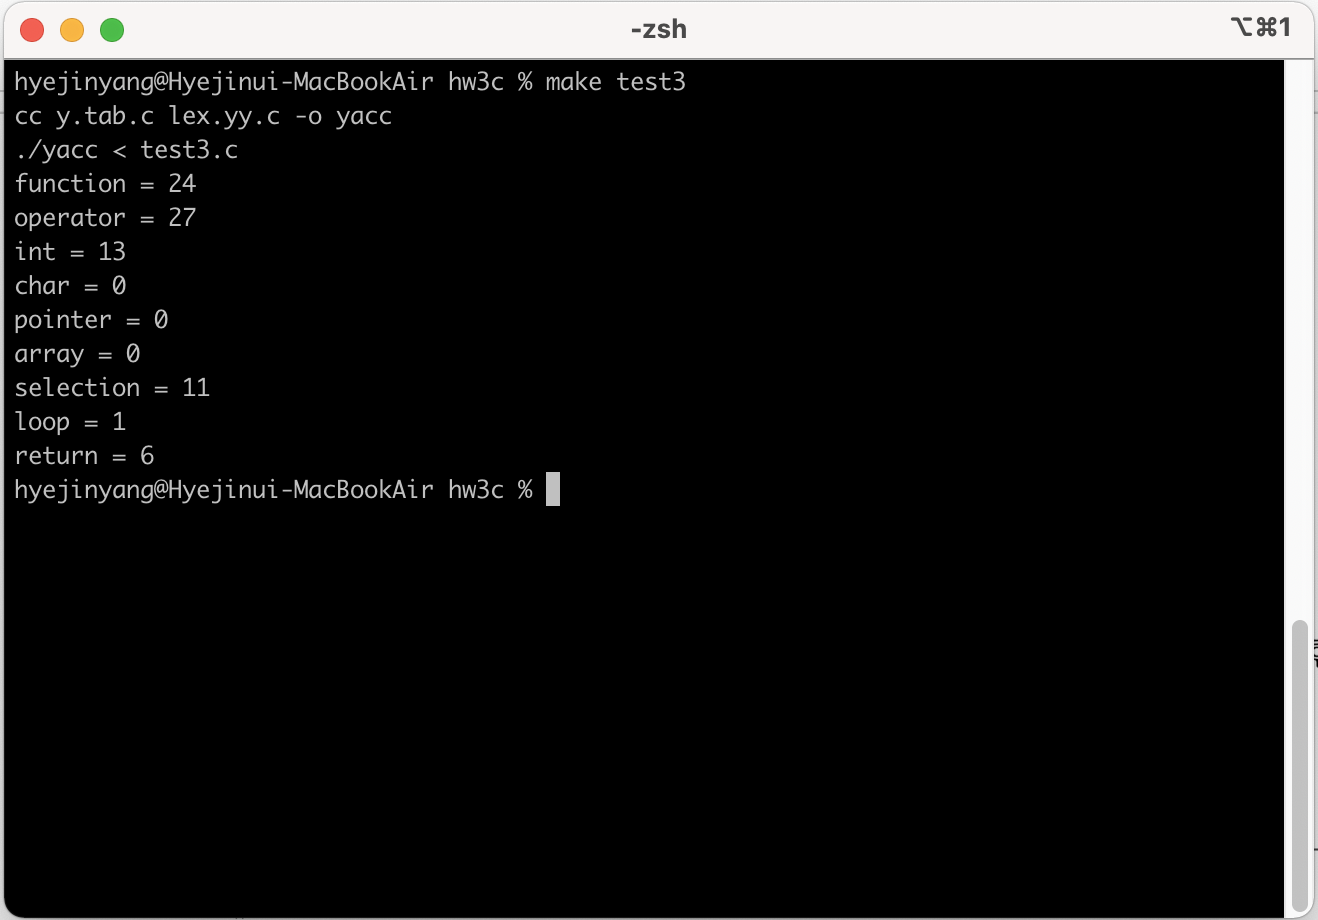 -zsh
⌥⌘1
hyejinyang@Hyejinui-MacBookAir hw3c % make test3
cc y.tab.c lex.yy.c -o yacc
./yacc < test3.c
function = 24
operator = 27
int = 13
char = 0
pointer = 0
array = 0
selection = 11
loop = 1
return = 6
hyejinyang@Hyejinui-MacBookAir hw3c %